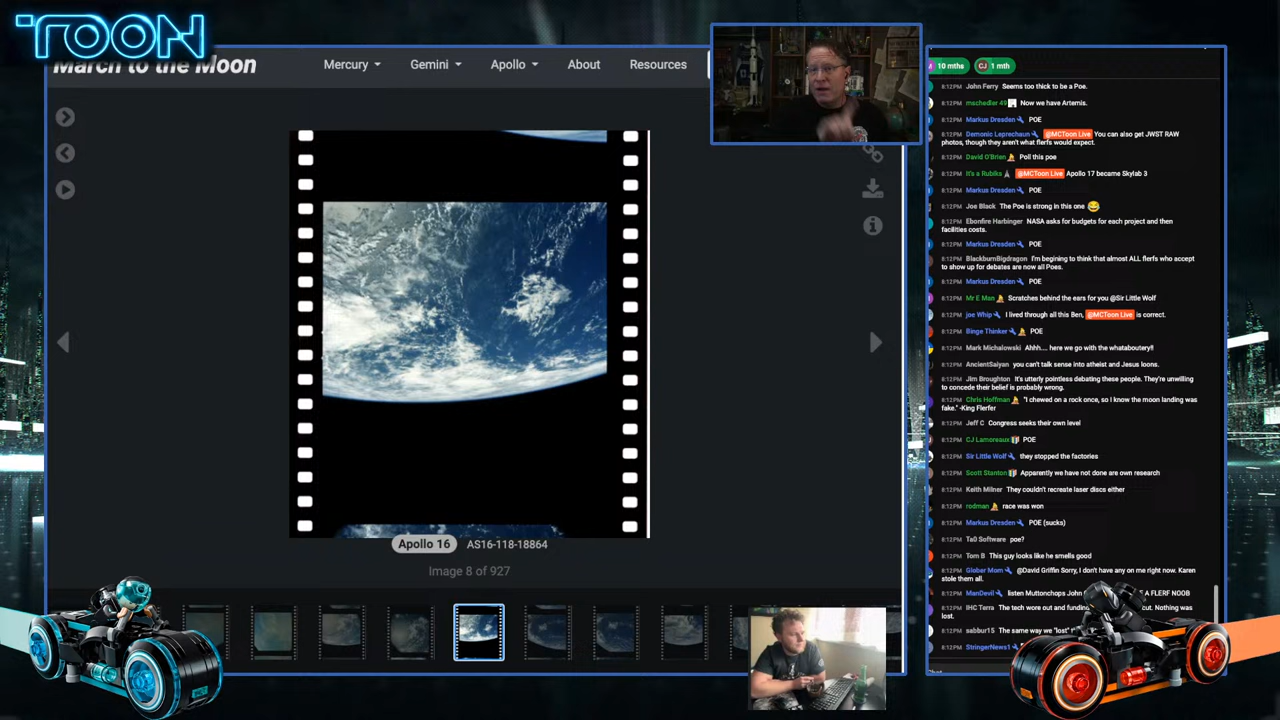 TOON
March to the Moon
Mercury
Gemini
Apollo
About
Resources
Apollo 16
AS16-118-18864
Image 8 of 927
10 mths
CJ
1 mth
8:12PM John Ferry Seems too thick to be a Poe.
8:12PM mschedler 49 Now we have Artemis.
8:12PM Markus Dresden POE
8:12PM Demonic Leprechaun @MCToon Live You can also get JWST RAW
photos, though they aren't what flerfs would expect.
8:12PM David O'Brien Poll this poe
8:12PM It's a Rubiks @MCToon Live Apollo 17 became Skylab 3
8:12PM Markus Dresden POE
8:12PM Joe Black The Poe is strong in this one 😂
8:12PM Ebonfire Harbinger NASA asks for budgets for each project and then
facilities costs.
8:12PM Markus Dresden POE
8:12PM BlackburnBigdragon I'm begining to think that almost ALL flerfs who accept
to show up for debates are now all Poes.
8:12PM Markus Dresden POE
8:12PM Mr E Man Scratches behind the ears for you @Sir Little Wolf
8:12PM joe Whip I lived through all this Ben, @MCToon Live is correct.
8:12PM Binge Thinker POE
8:12PM Mark Michalowski Ahhh.... here we go with the whataboutery!!
8:12PM AncientSaiyan you can't talk sense into atheist and Jesus loons.
8:12PM Jim Broughton It's utterly pointless debating these people. They're unwilling
to concede their belief is probably wrong.
8:12PM Chris Hoffman "I chewed on a rock once, so I know the moon landing was
fake." -King Flerfer
8:12PM Jeff C Congress seeks their own level
8:12PM CJ Lamoreaux POE
8:12PM Sir Little Wolf they stopped the factories
8:12PM Scott Stanton Apparently we have not done are own research
8:12PM Keith Milner They couldn't recreate laser discs either
8:12PM rodman race was won
8:12PM Markus Dresden POE (sucks)
8:12PM Ta0 Software poe?
8:12PM Tom B This guy looks like he smells good
8:12PM Glober Mom @David Griffin Sorry, I don't have any on me right now. Karen
stole them all.
8:12PM ManDevil listen Muttonchops John E A FLERF NOOB
8:12PM IHC Terra The tech wore out and funding cut. Nothing was
lost.
8:12PM sabbur15 The same way we "lost"
8:12PM StringerNews1